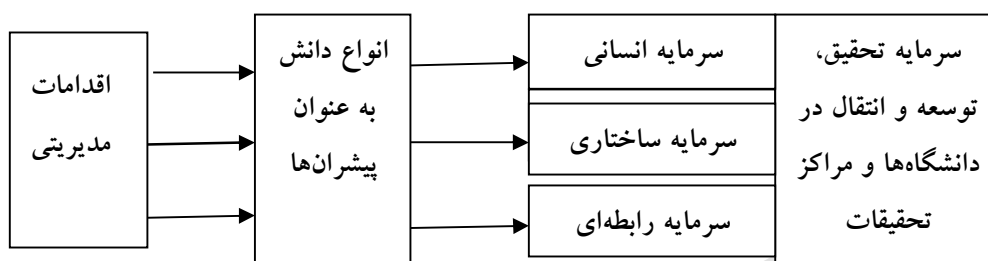 اقدامات
مدیریتی
انواع دانش
به عنوان
پیشران‌ها
سرمایه انسانی
سرمایه ساختاری
سرمایه رابطه‌ای
سرمایه تحقیق،
توسعه و انتقال در
دانشگاه‌ها و مراکز
تحقیقات